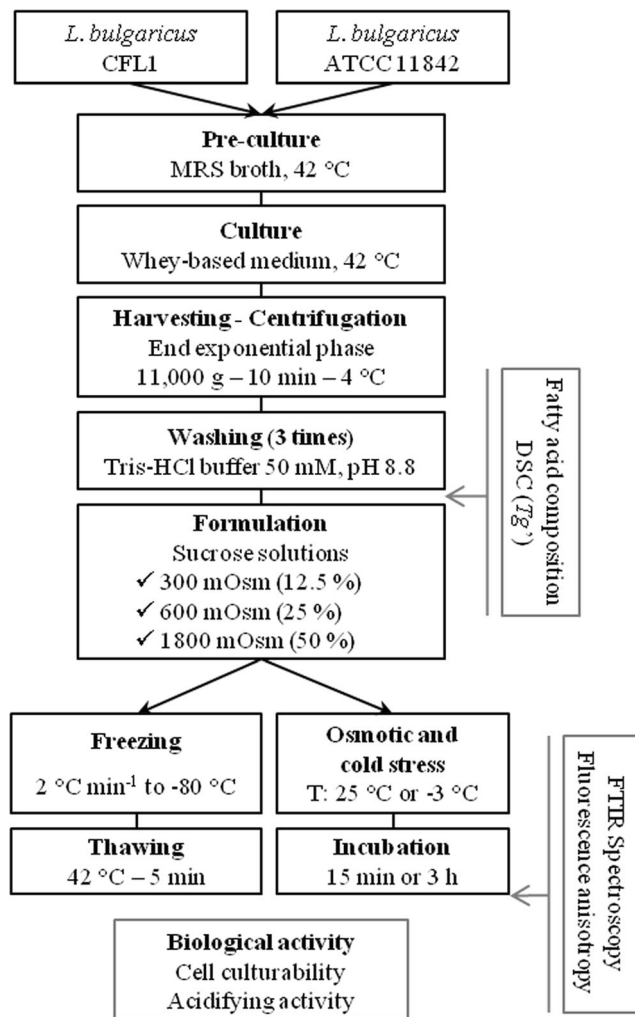 L. bulgaricus
CFL1
L. bulgaricus
ATCC 11842
Pre-culture
MRS broth, 42 °C
Culture
Whey-based medium, 42 °C
Harvesting - Centrifugation
End exponential phase
11,000 g – 10 min – 4 °C
Washing (3 times)
Tris-HCl buffer 50 mM, pH 8.8
Fatty acid composition
DSC (Tg’)
Formulation
Sucrose solutions
✓ 300 mOsm (12.5 %)
✓ 600 mOsm (25 %)
✓ 1800 mOsm (50 %)
Freezing
2 °C min-1 to -80 °C
Osmotic and
cold stress
T: 25 °C or -3 °C
Thawing
42 °C – 5 min
Incubation
15 min or 3 h
FTIR Spectroscopy
Fluorescence anisotropy
Biological activity
Cell culturability
Acidifying activity